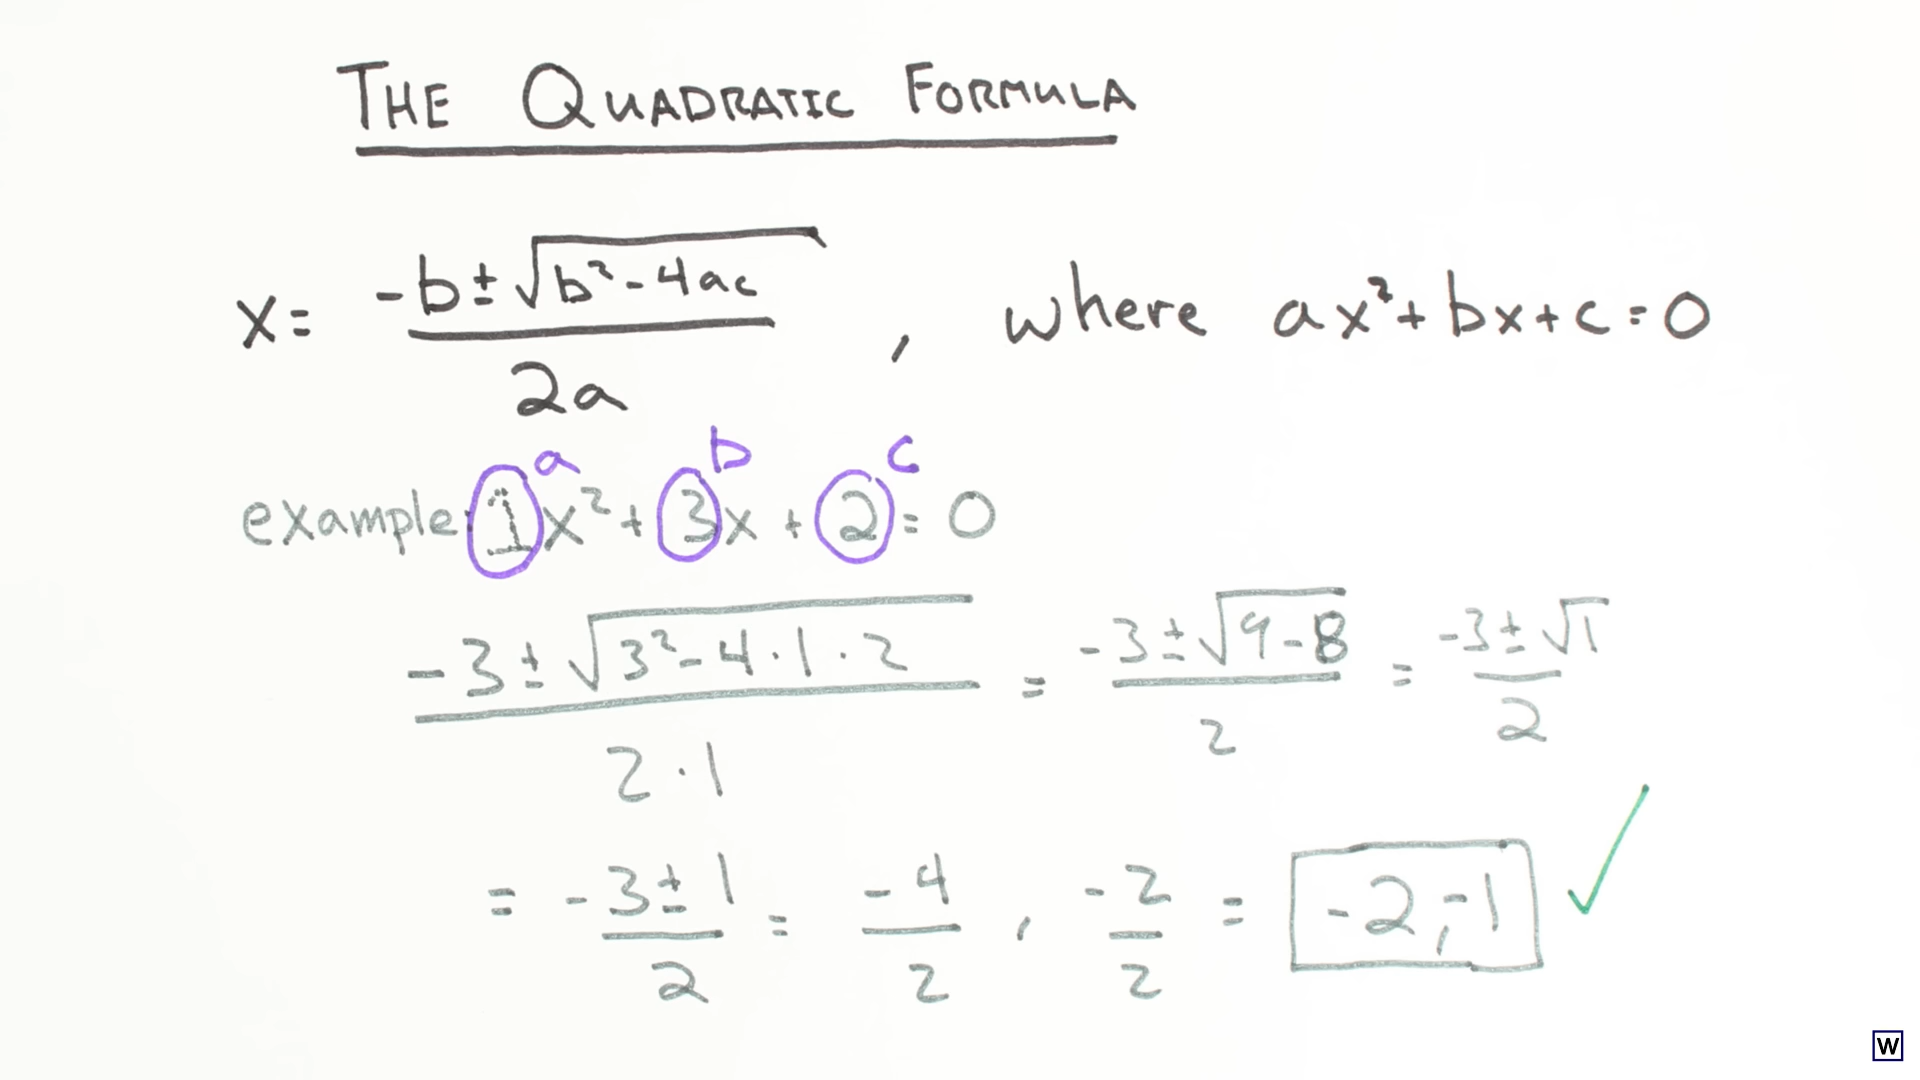 THE QUADRATIC FORMULA
x = (-b ± √(b² - 4ac)) / 2a , where ax² + bx + c = 0
a b c
example: 1x² + 3x + 2 = 0
(-3 ± √(3² - 4 · 1 · 2)) / (2 · 1) = (-3 ± √(9 - 8)) / 2 = (-3 ± √1) / 2
= (-3 ± 1) / 2 = -4/2 , -2/2 = -2, -1 ✓
W